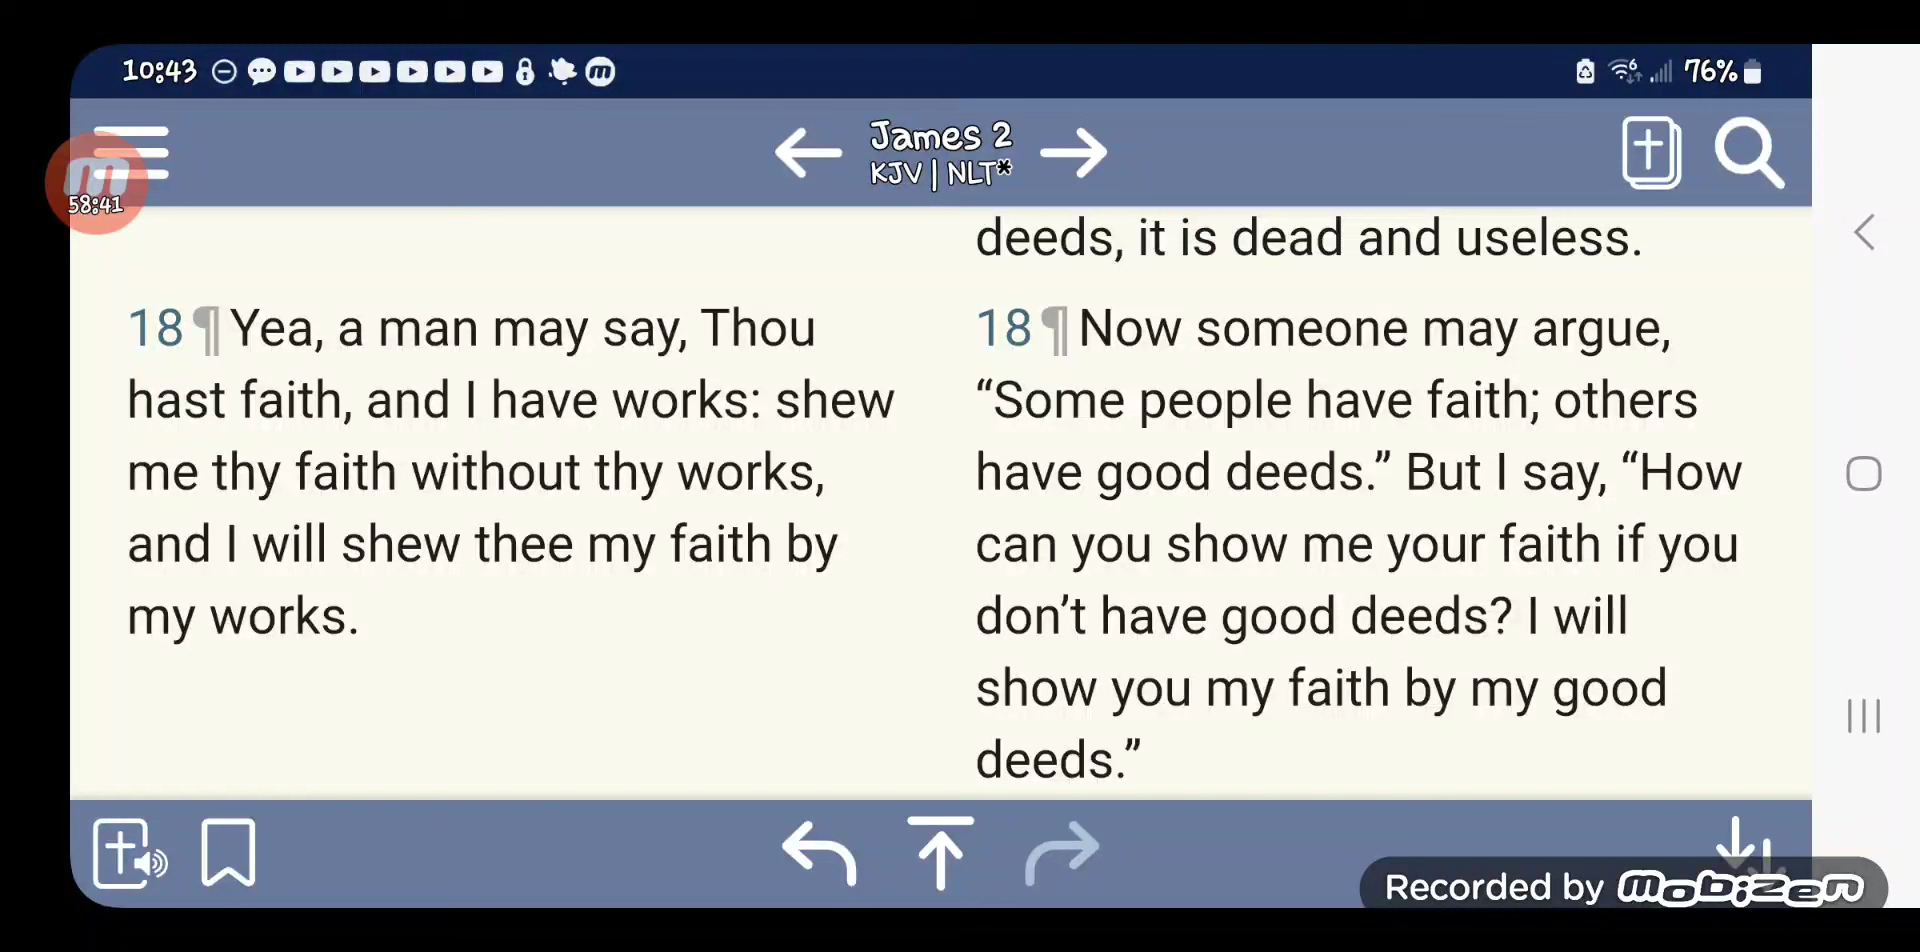 10:43
76%
58:41
James 2
KJV | NLT*
deeds, it is dead and useless.
18 ¶ Yea, a man may say, Thou
hast faith, and I have works: shew
me thy faith without thy works,
and I will shew thee my faith by
my works.
18 ¶ Now someone may argue,
“Some people have faith; others
have good deeds.” But I say, “How
can you show me your faith if you
don’t have good deeds? I will
show you my faith by my good
deeds.”
Recorded by Mobizen